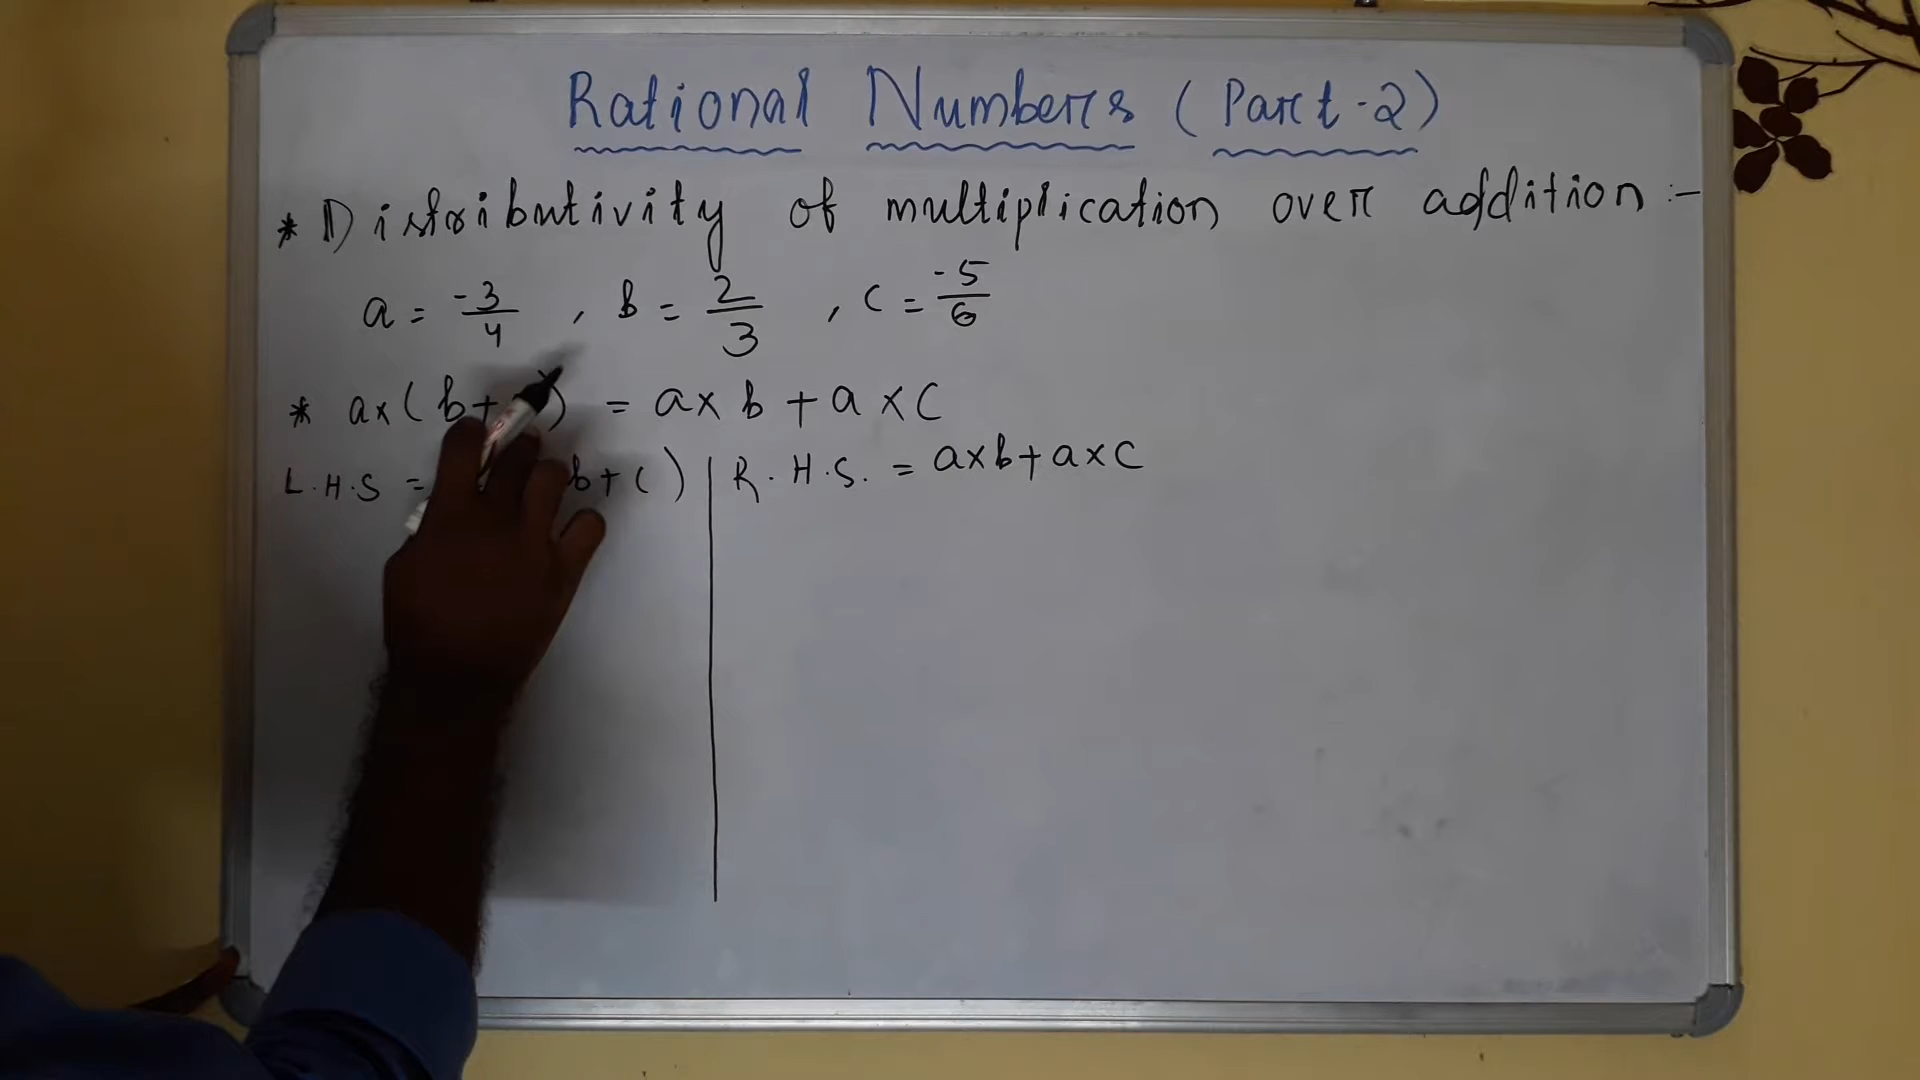 Rational Numbers (Part-2)
* Distributivity of multiplication over addition :-
a = -3/4 , b = 2/3 , c = -5/6
* a×(b+ ) = a× b + a × c
L.H.S = b+c) | R.H.S. = a×b+a×c